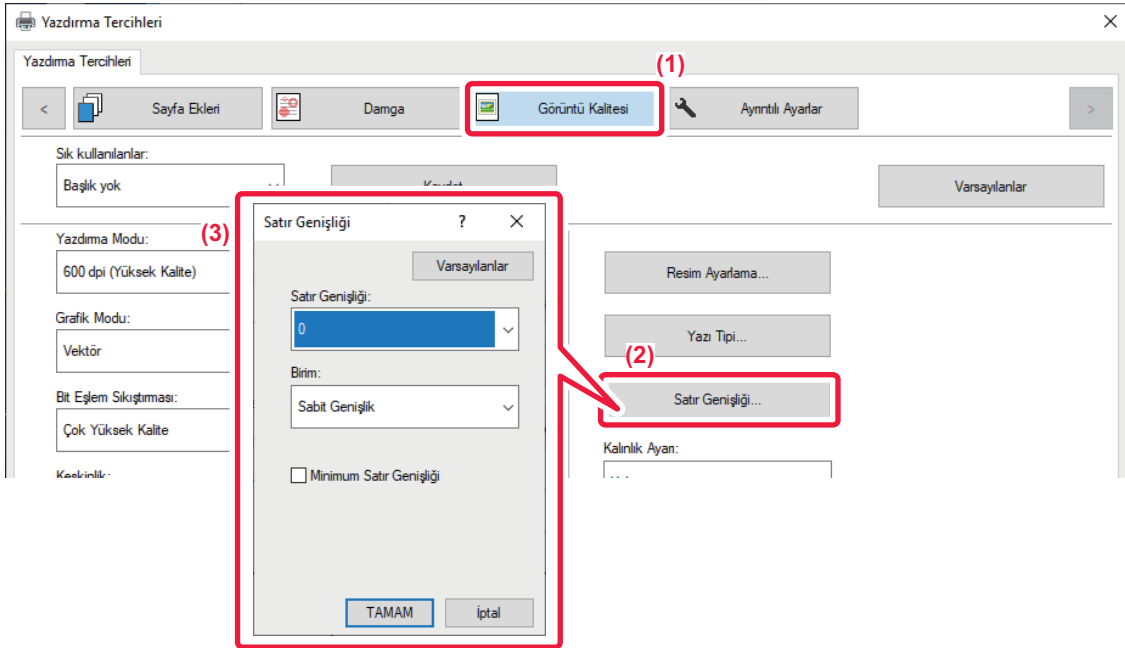 Yazdırma Tercihleri
Yazdırma Tercihleri
(1)
< Sayfa Ekleri Damga Görüntü Kalitesi Ayrıntılı Ayarlar >
Sık kullanılanlar:
Başlık yok
Varsayılanlar
(3)
Yazdırma Modu:
600 dpi (Yüksek Kalite)
Grafik Modu:
Vektör
Bit Eşlem Sıkıştırması:
Çok Yüksek Kalite
Keskinlik:
Satır Genişliği ?
Varsayılanlar
Satır Genişliği:
0
Birim:
Sabit Genişlik
Minimum Satır Genişliği
TAMAM İptal
Resim Ayarlama...
Yazı Tipi...
(2)
Satır Genişliği...
Kalınlık Ayarı: